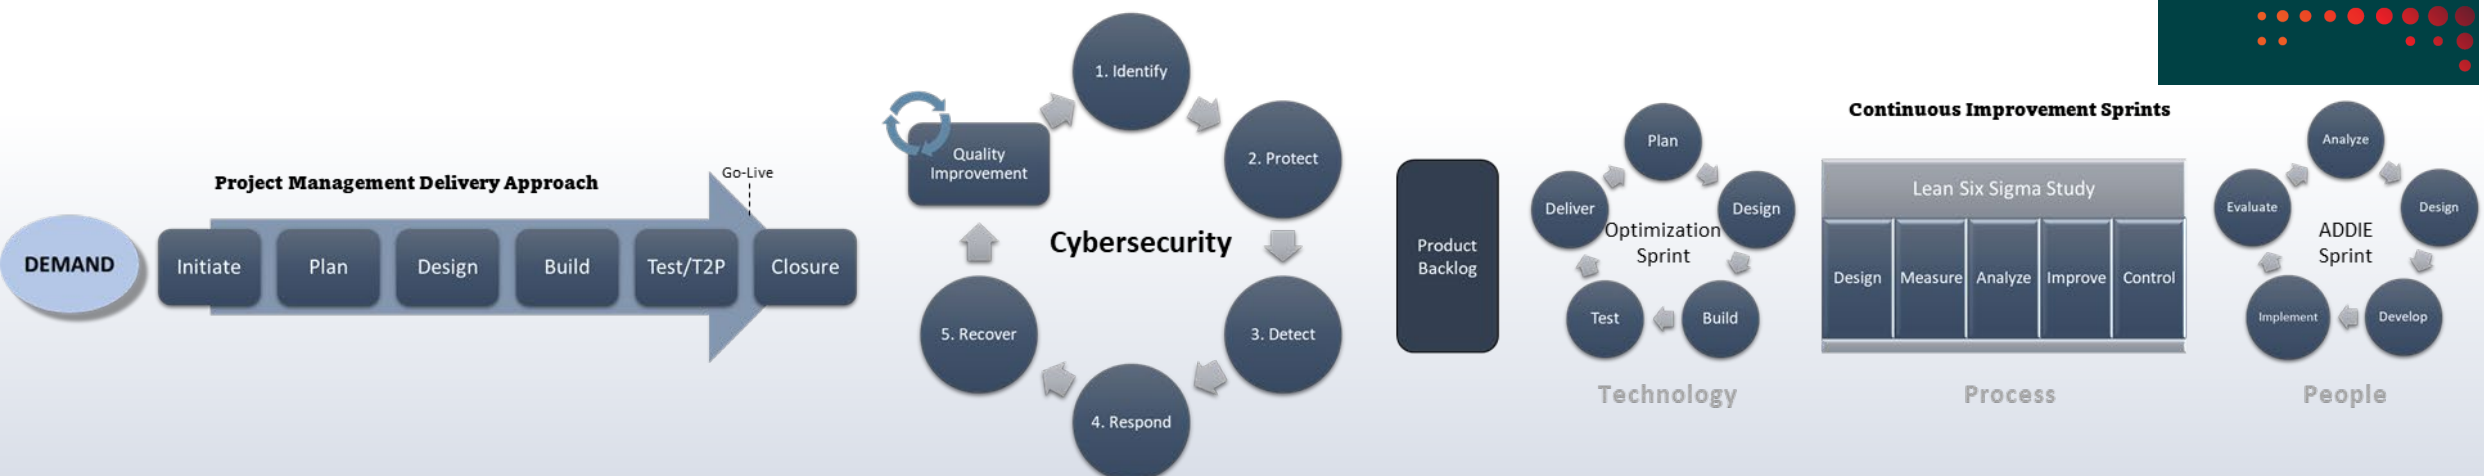 Project Management Delivery Approach
Go-Live
DEMAND
Initiate
Plan
Design
Build
Test/T2P
Closure
Cybersecurity
1. Identify
2. Protect
3. Detect
4. Respond
5. Recover
Quality
Improvement
Product
Backlog
Continuous Improvement Sprints
Optimization
Sprint
Plan
Design
Build
Test
Deliver
Technology
Lean Six Sigma Study
Design
Measure
Analyze
Improve
Control
Process
ADDIE
Sprint
Analyze
Design
Develop
Implement
Evaluate
People